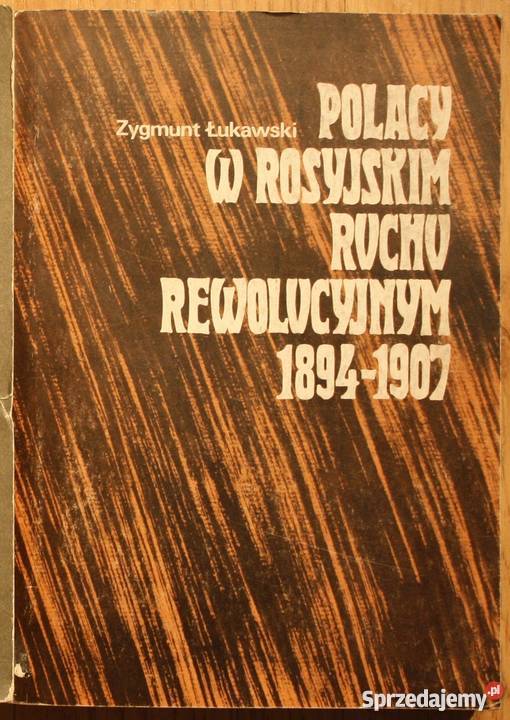 Zygmunt Łukawski
POLACY
W ROSYJSKIM
RUCHU
REWOLUCYJNYM
1894-1907
Sprzedajemy.pl